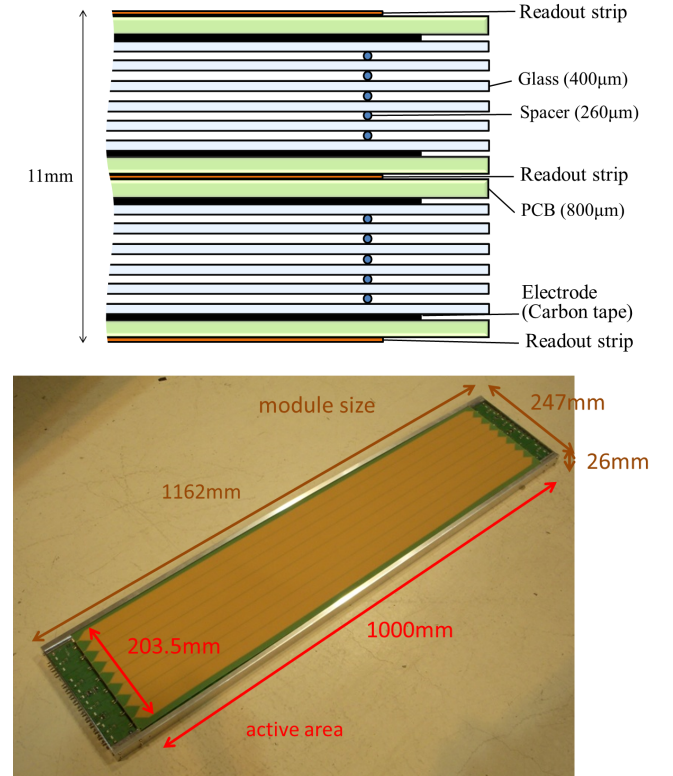 Readout strip
Glass (400μm)
Spacer (260μm)
11mm
Readout strip
PCB (800μm)
Electrode
(Carbon tape)
Readout strip
module size
247mm
26mm
1162mm
1000mm
203.5mm
active area